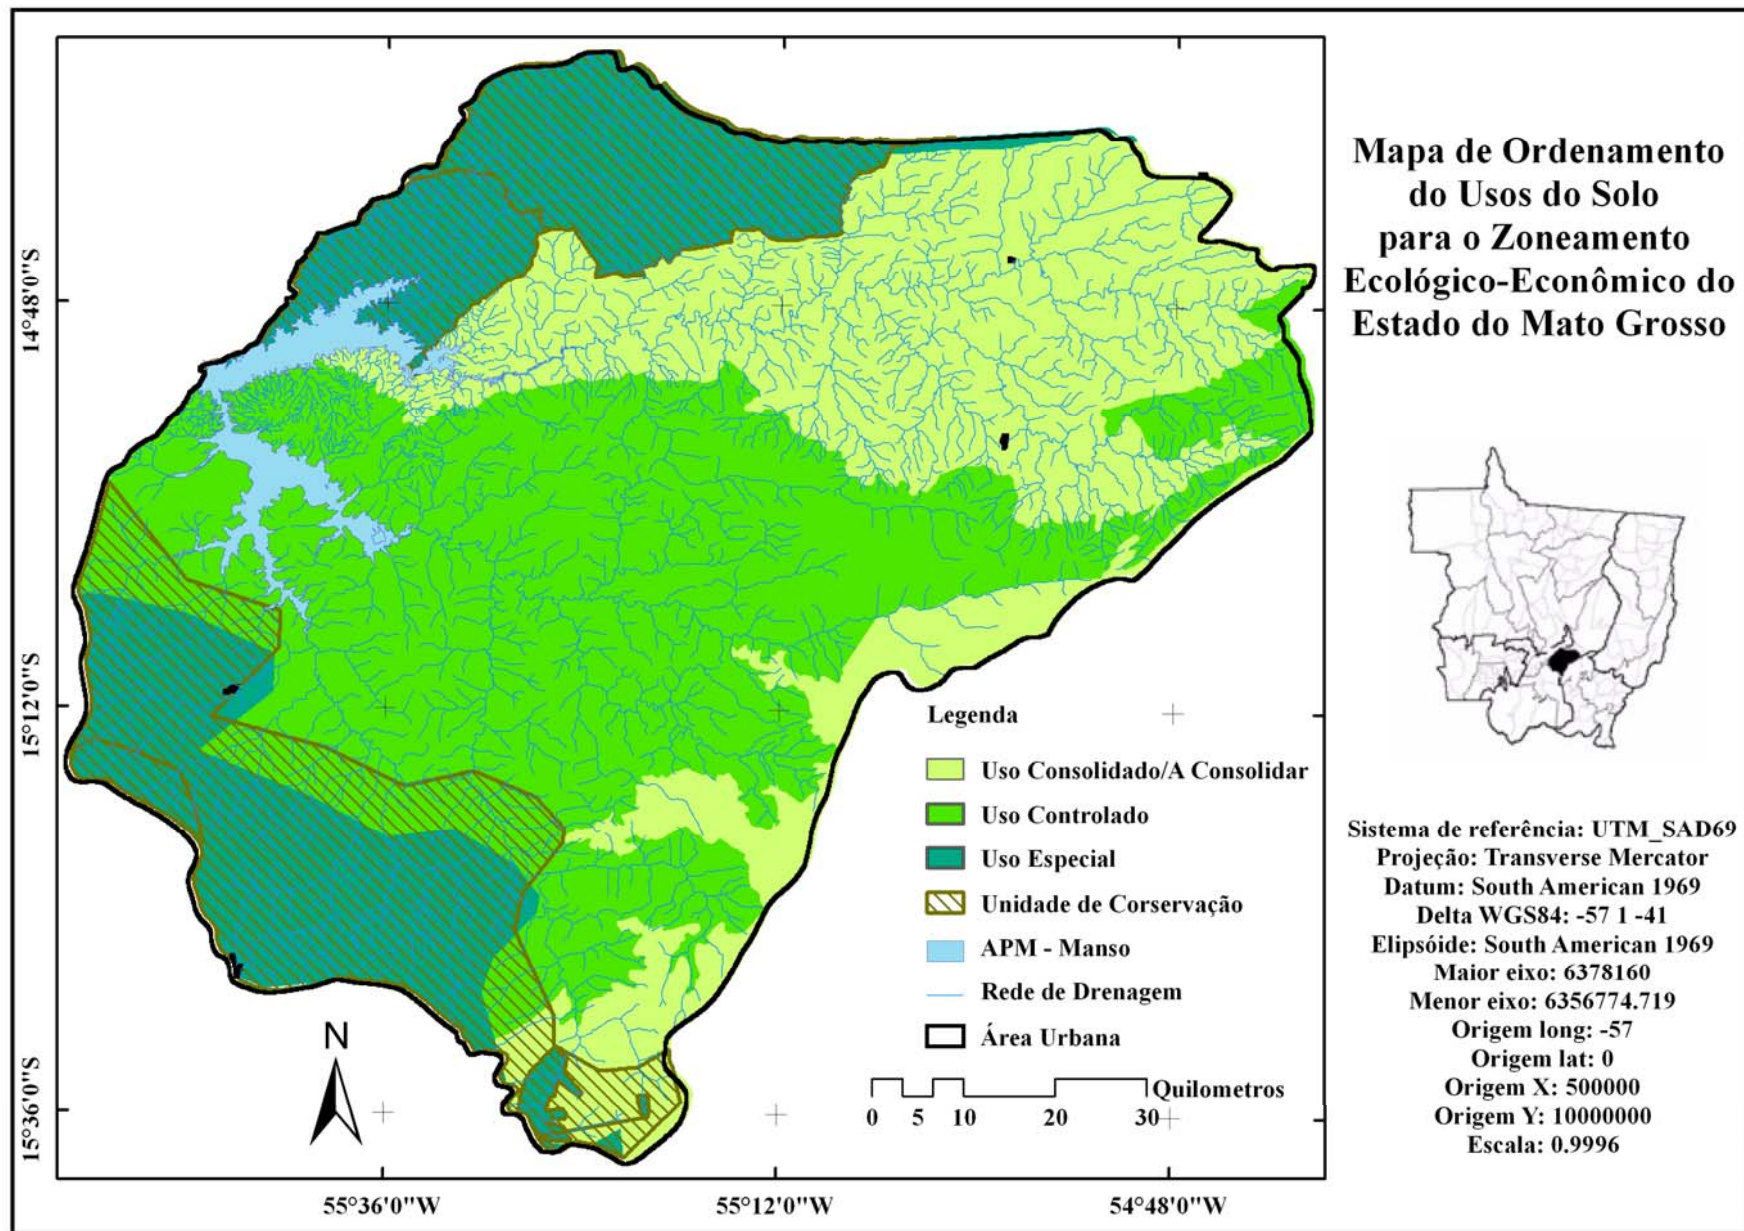 Mapa de Ordenamento
do Usos do Solo
para o Zoneamento
Ecológico-Econômico do
Estado do Mato Grosso
14°48'0"S
15°12'0"S
15°36'0"S
55°36'0"W
55°12'0"W
54°48'0"W
N
Legenda
Uso Consolidado/A Consolidar
Uso Controlado
Uso Especial
Unidade de Corservação
APM - Manso
Rede de Drenagem
Área Urbana
Quilometros
0 5 10 20 30
Sistema de referência: UTM_SAD69
Projeção: Transverse Mercator
Datum: South American 1969
Delta WGS84: -57 1 -41
Elipsóide: South American 1969
Maior eixo: 6378160
Menor eixo: 6356774.719
Origem long: -57
Origem lat: 0
Origem X: 500000
Origem Y: 10000000
Escala: 0.9996